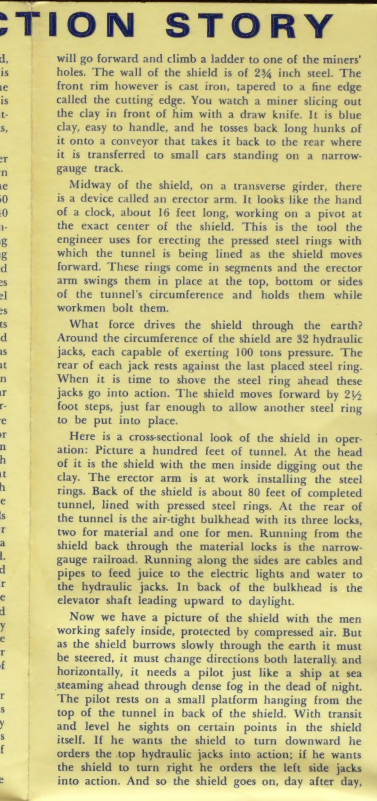 CTION STORY
will go forward and climb a ladder to one of the miners'
holes. The wall of the shield is of 2¾ inch steel. The
front rim however is cast iron, tapered to a fine edge
called the cutting edge. You watch a miner slicing out
the clay in front of him with a draw knife. It is blue
clay, easy to handle, and he tosses back long hunks of
it onto a conveyor that takes it back to the rear where
it is transferred to small cars standing on a narrow-
gauge track.
Midway of the shield, on a transverse girder, there
is a device called an erector arm. It looks like the hand
of a clock, about 16 feet long, working on a pivot at
the exact center of the shield. This is the tool the
engineer uses for erecting the pressed steel rings with
which the tunnel is being lined as the shield moves
forward. These rings come in segments and the erector
arm swings them in place at the top, bottom or sides
of the tunnel's circumference and holds them while
workmen bolt them.
What force drives the shield through the earth?
Around the circumference of the shield are 32 hydraulic
jacks, each capable of exerting 100 tons pressure. The
rear of each jack rests against the last placed steel ring.
When it is time to shove the steel ring ahead these
jacks go into action. The shield moves forward by 2½
foot steps, just far enough to allow another steel ring
to be put into place.
Here is a cross-sectional look of the shield in oper-
ation: Picture a hundred feet of tunnel. At the head
of it is the shield with the men inside digging out the
clay. The erector arm is at work installing the steel
rings. Back of the shield is about 80 feet of completed
tunnel, lined with pressed steel rings. At the rear of
the tunnel is the air-tight bulkhead with its three locks,
two for material and one for men. Running from the
shield back through the material locks is the narrow-
gauge railroad. Running along the sides are cables and
pipes to feed juice to the electric lights and water to
the hydraulic jacks. In back of the bulkhead is the
elevator shaft leading upward to daylight.
Now we have a picture of the shield with the men
working safely inside, protected by compressed air. But
as the shield burrows slowly through the earth it must
be steered, it must change directions both laterally and
horizontally, it needs a pilot just like a ship at sea
steaming ahead through dense fog in the dead of night.
The pilot rests on a small platform hanging from the
top of the tunnel in back of the shield. With transit
and level he sights on certain points in the shield
itself. If he wants the shield to turn downward he
orders the top hydraulic jacks into action; if he wants
the shield to turn right he orders the left side jacks
into action. And so the shield goes on, day after day,